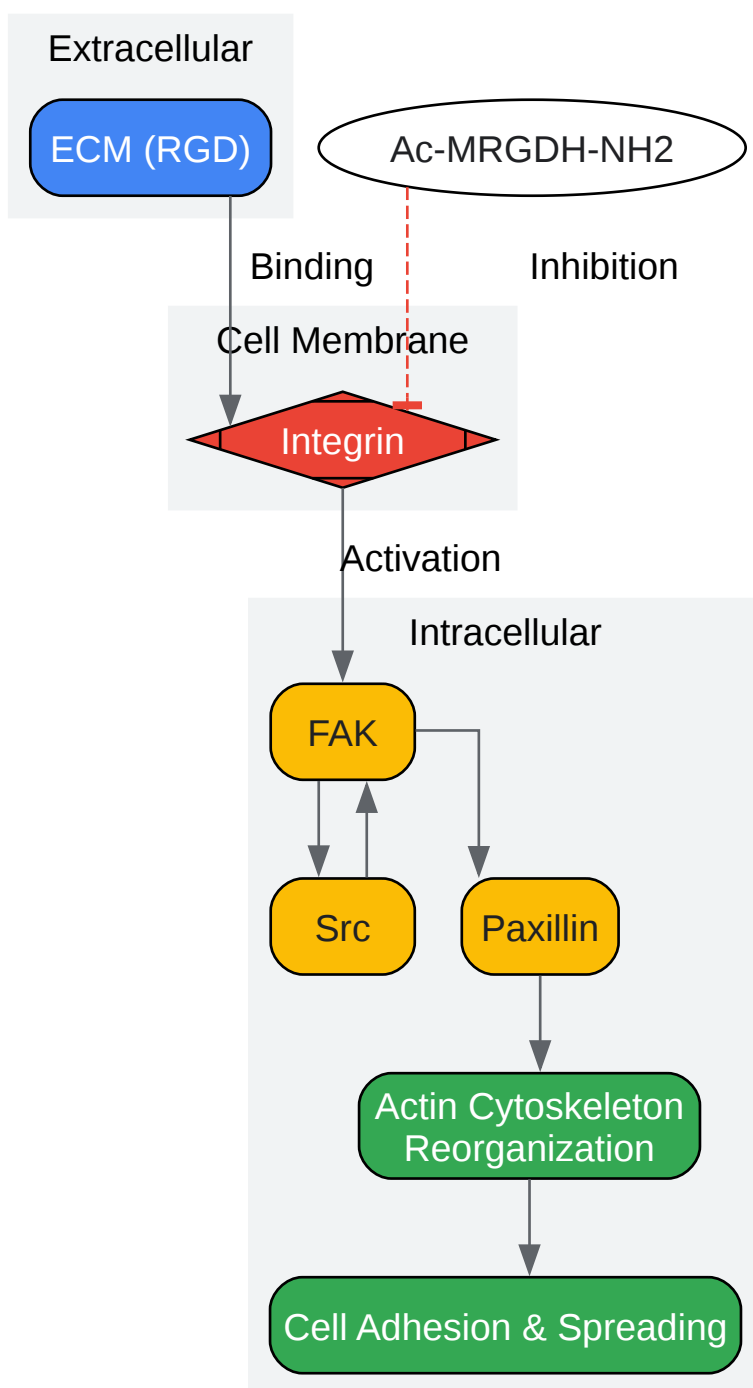 Extracellular
ECM (RGD)
Ac-MRGDH-NH2
Binding
Inhibition
Cell Membrane
Integrin
Activation
Intracellular
FAK
Src
Paxillin
Actin Cytoskeleton
Reorganization
Cell Adhesion & Spreading